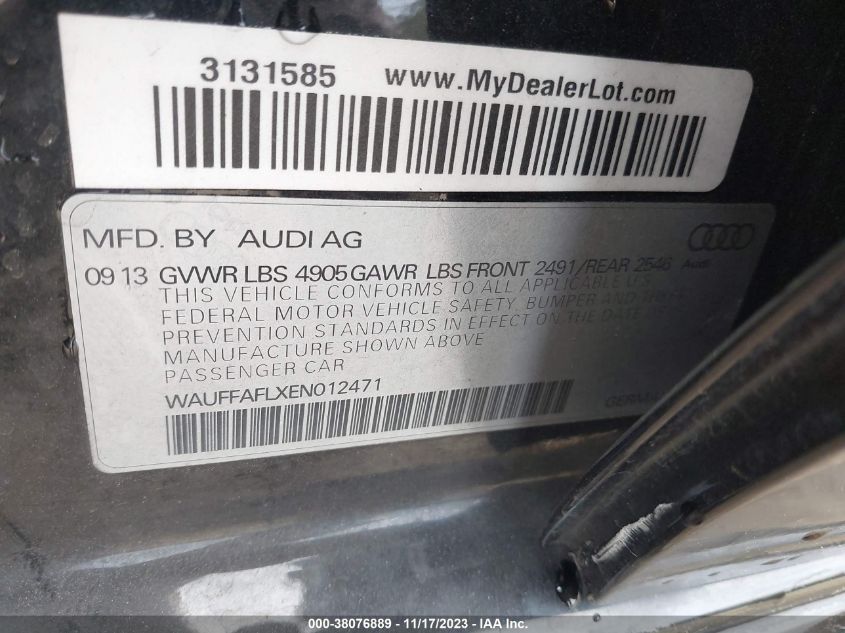 3131585 www.MyDealerLot.com
MFD. BY AUDI AG
Audi
09 13 GVWR LBS 4905 GAWR LBS FRONT 2491/REAR 2546
THIS VEHICLE CONFORMS TO ALL APPLICABLE U.S
FEDERAL MOTOR VEHICLE SAFETY, BUMPER AND THEFT
PREVENTION STANDARDS IN EFFECT ON THE DATE
MANUFACTURE SHOWN ABOVE
PASSENGER CAR
WAUFFAFLXEN012471
000-38076889 - 11/17/2023 - IAA Inc.